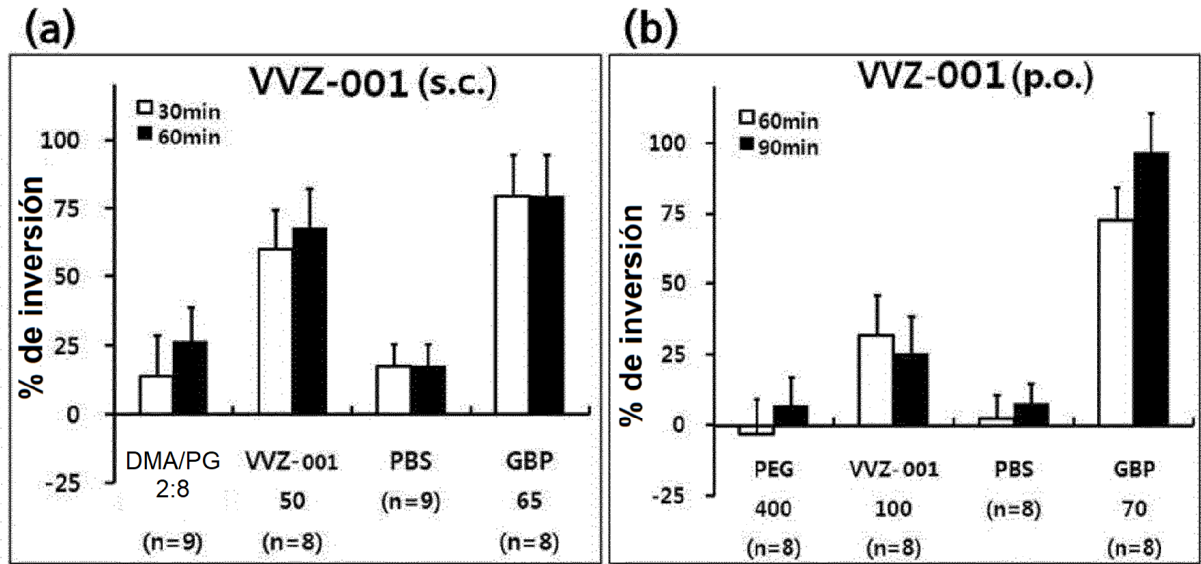 (a)
VVZ-001 (s.c.)
30min
60min
% de inversión
100
75
50
25
0
-25
DMA/PG VVZ-001 PBS GBP
2:8 50 (n=9) 65
(n=9) (n=8) (n=8)
(b)
VVZ-001 (p.o.)
60min
90min
% de inversión
100
75
50
25
0
-25
PEG VVZ-001 PBS GBP
400 100 (n=8) 70
(n=8) (n=8) (n=8)